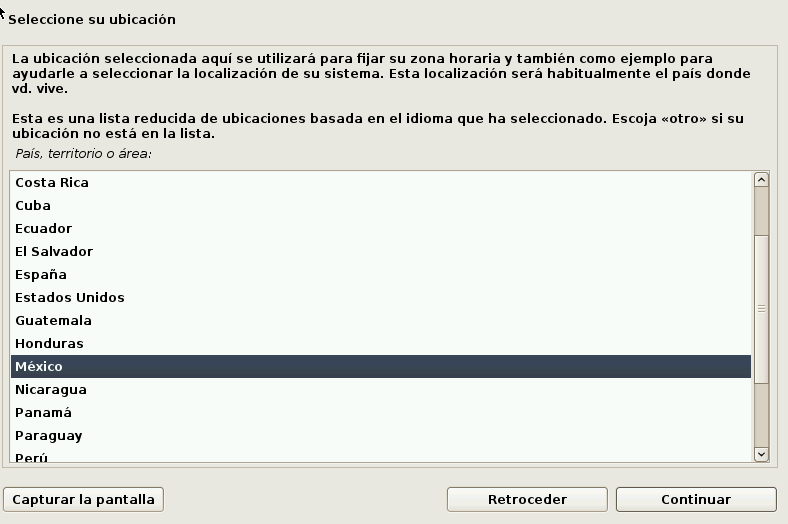 Seleccione su ubicación
La ubicación seleccionada aquí se utilizará para fijar su zona horaria y también como ejemplo para
ayudarle a seleccionar la localización de su sistema. Esta localización será habitualmente el país donde
vd. vive.
Esta es una lista reducida de ubicaciones basada en el idioma que ha seleccionado. Escoja «otro» si su
ubicación no está en la lista.
País, territorio o área:
Costa Rica
Cuba
Ecuador
El Salvador
España
Estados Unidos
Guatemala
Honduras
México
Nicaragua
Panamá
Paraguay
Perú
Capturar la pantalla
Retroceder
Continuar